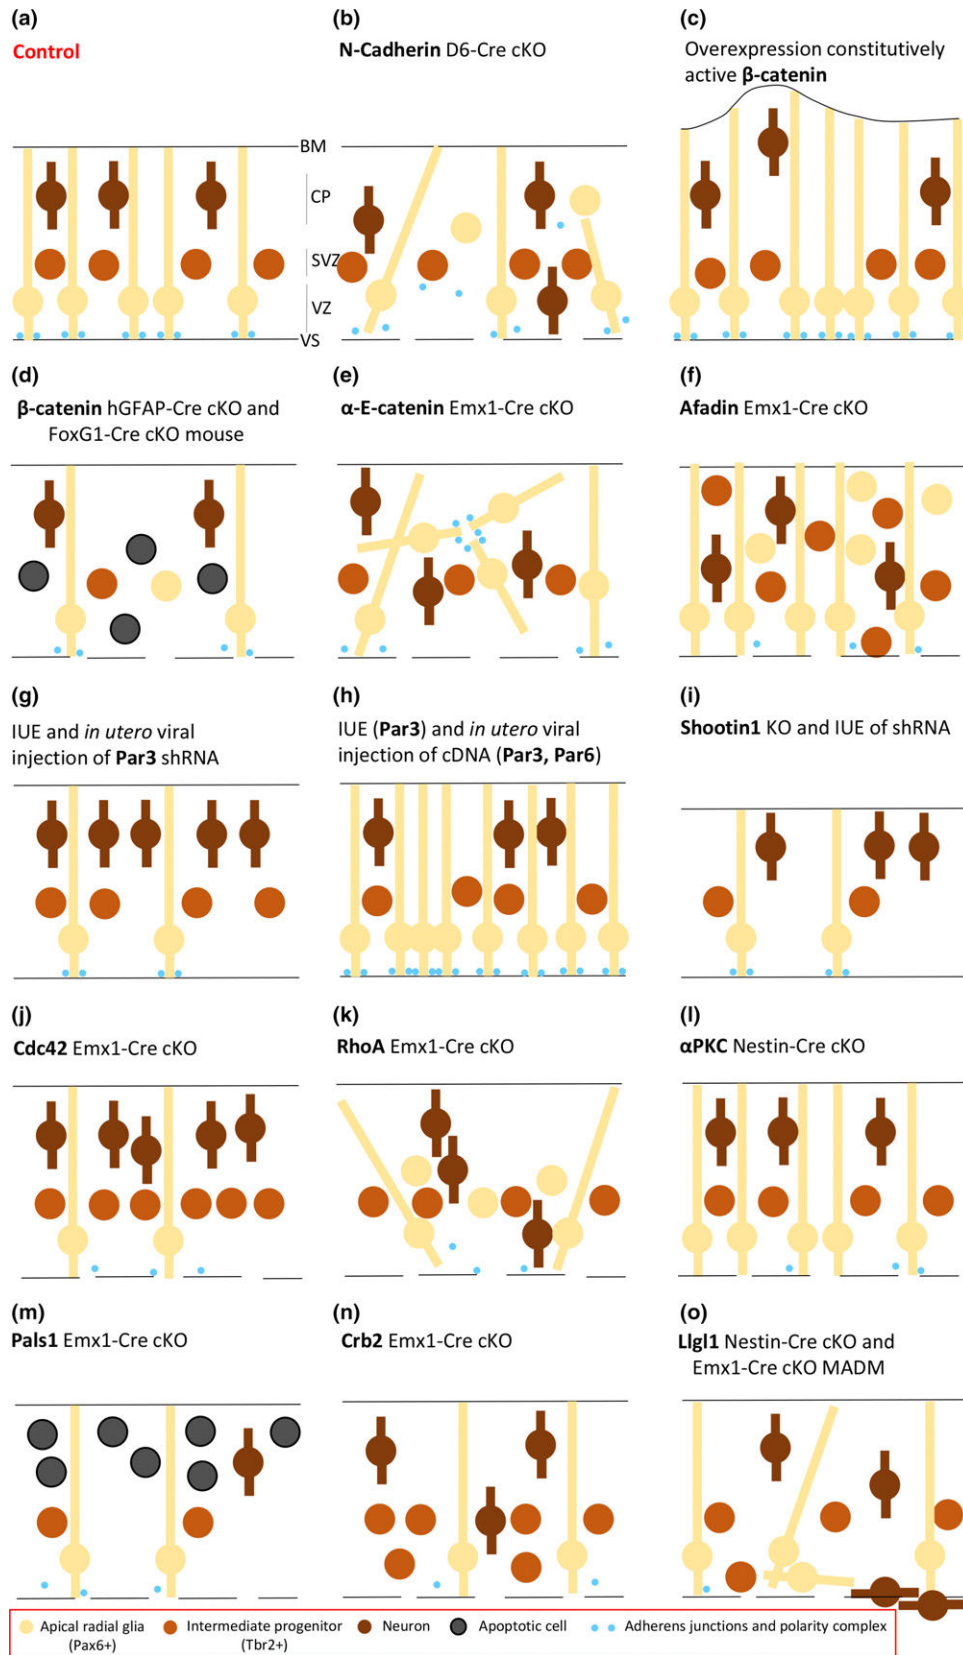 (a)
Control
(b)
N-Cadherin D6-Cre cKO
(c)
Overexpression constitutively
active β-catenin
BM
CP
SVZ
VZ
VS
(d)
β-catenin hGFAP-Cre cKO and
FoxG1-Cre cKO mouse
(e)
α-E-catenin Emx1-Cre cKO
(f)
Afadin Emx1-Cre cKO
(g)
IUE and in utero viral
injection of Par3 shRNA
(h)
IUE (Par3) and in utero viral
injection of cDNA (Par3, Par6)
(i)
Shootin1 KO and IUE of shRNA
(j)
Cdc42 Emx1-Cre cKO
(k)
RhoA Emx1-Cre cKO
(l)
αPKC Nestin-Cre cKO
(m)
Pals1 Emx1-Cre cKO
(n)
Crb2 Emx1-Cre cKO
(o)
Llgl1 Nestin-Cre cKO and
Emx1-Cre cKO MADM
Apical radial glia
(Pax6+)
Intermediate progenitor
(Tbr2+)
Neuron
Apoptotic cell
Adherens junctions and polarity complex